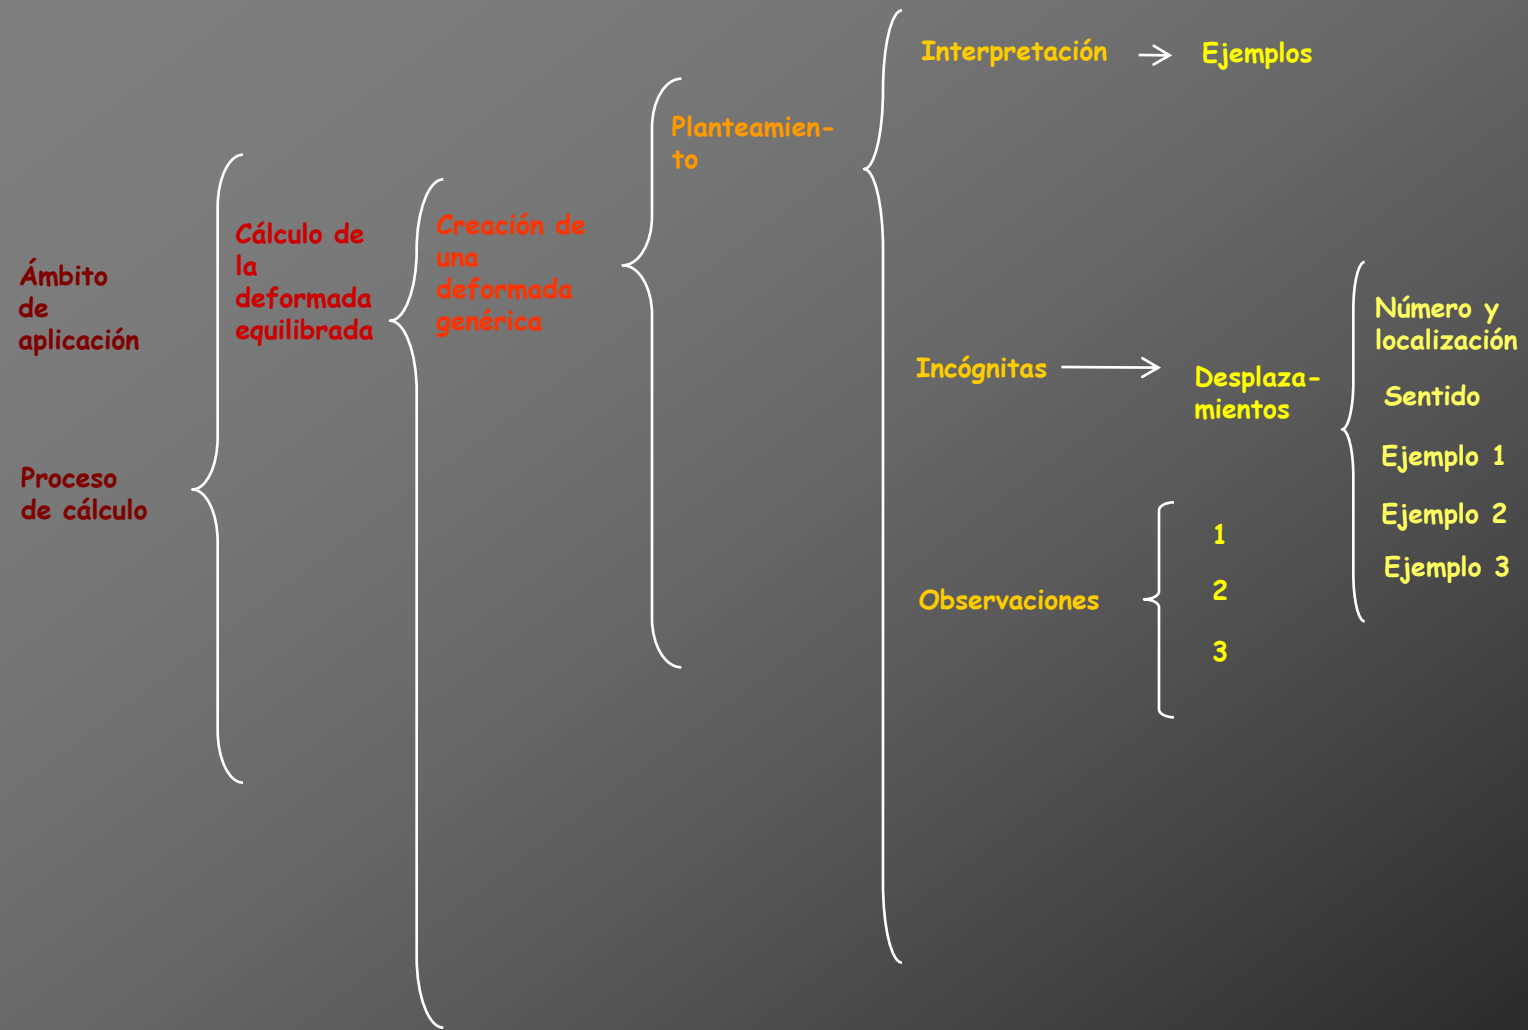 Ámbito
de
aplicación
Proceso
de cálculo
Cálculo de
la
deformada
equilibrada
Creación de
una
deformada
genérica
Planteamien-
to
Interpretación
Ejemplos
Incógnitas
Desplaza-
mientos
Número y
localización
Sentido
Ejemplo 1
Ejemplo 2
Ejemplo 3
Observaciones
1
2
3